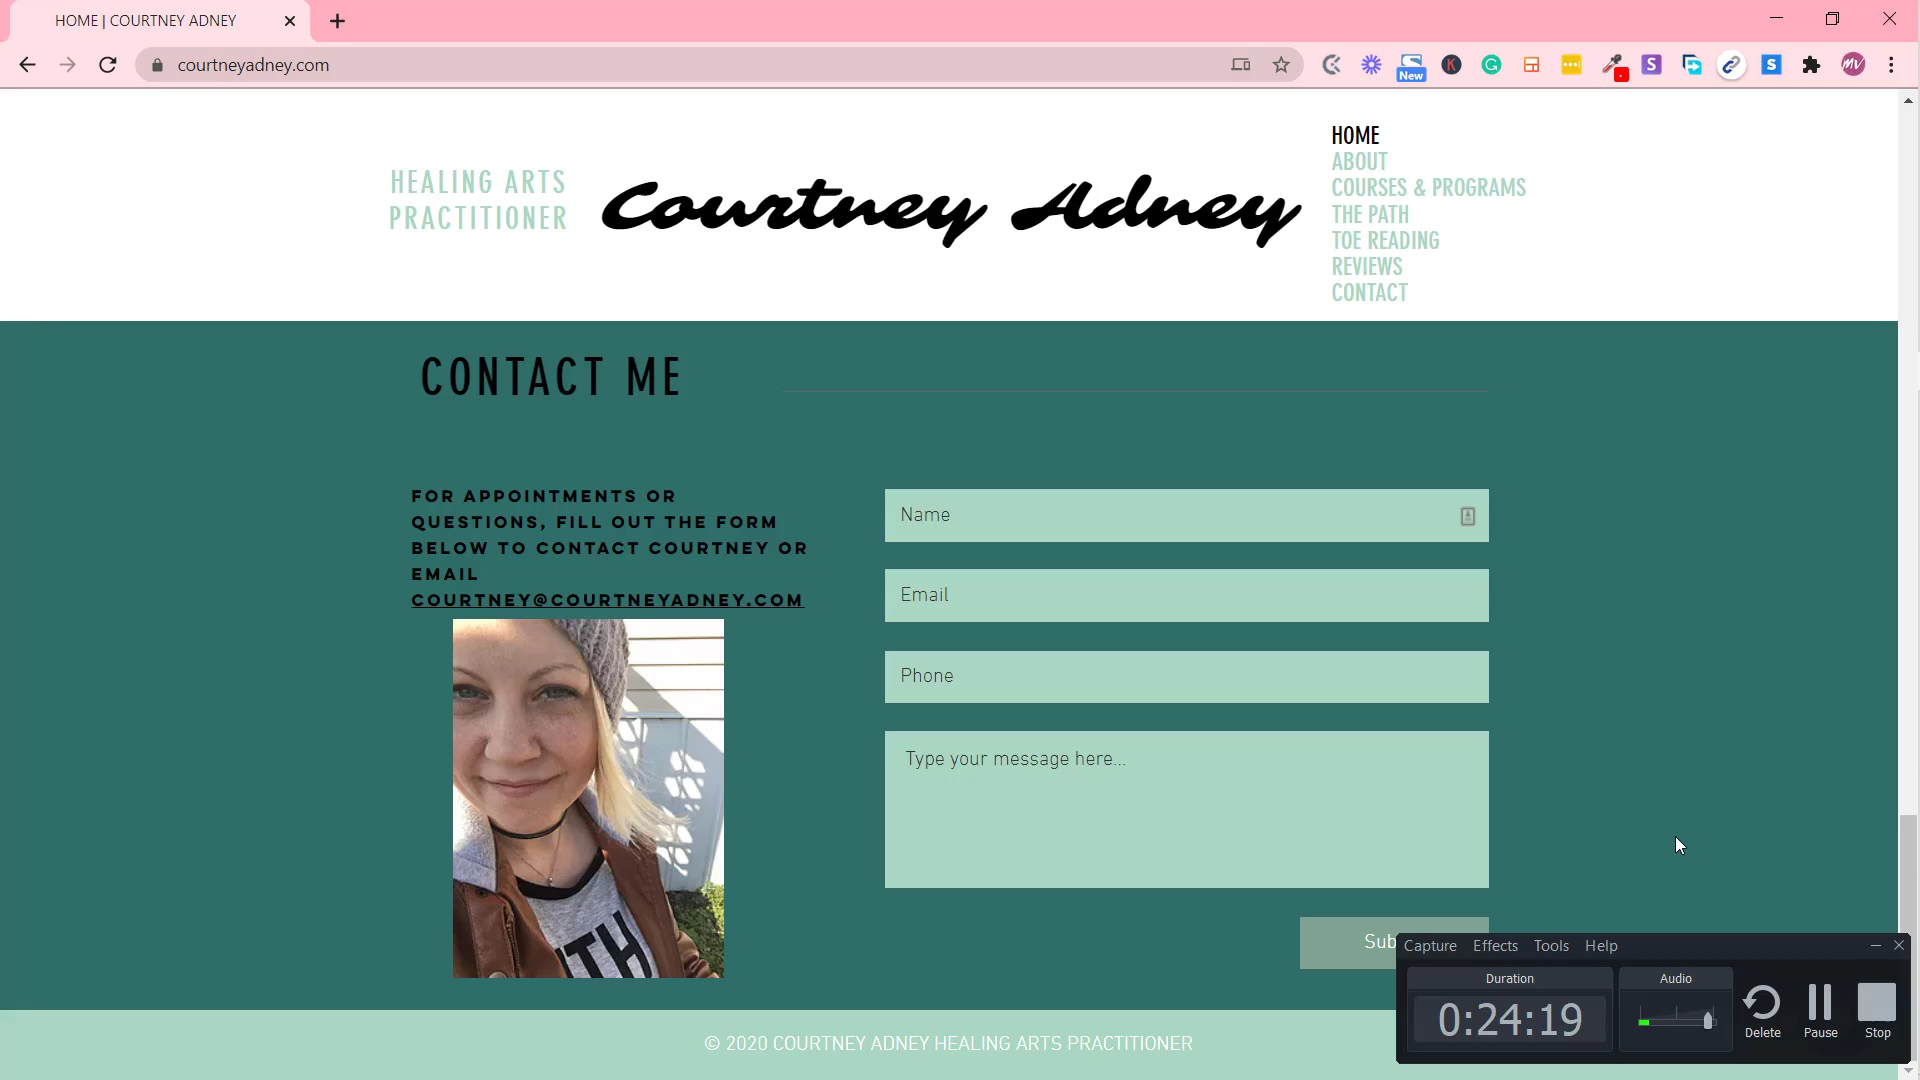 HOME | COURTNEY ADNEY
courtneyadney.com
New
MV
HEALING ARTS
PRACTITIONER
Courtney Adney
HOME
ABOUT
COURSES & PROGRAMS
THE PATH
TOE READING
REVIEWS
CONTACT
CONTACT ME
FOR APPOINTMENTS OR
QUESTIONS, FILL OUT THE FORM
BELOW TO CONTACT COURTNEY OR
EMAIL
COURTNEY@COURTNEYADNEY.COM
Name
Email
Phone
Type your message here...
Sub
Capture Effects Tools Help
Duration
Audio
0:24:19
Delete
Pause
Stop
© 2020 COURTNEY ADNEY HEALING ARTS PRACTITIONER